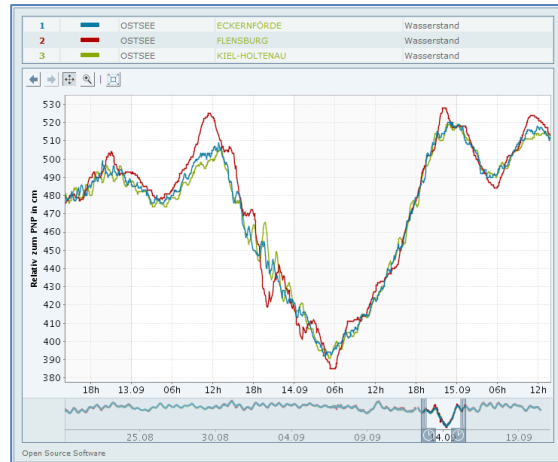 1 OSTSEE ECKERNFÖRDE Wasserstand
2 OSTSEE FLENSBURG Wasserstand
3 OSTSEE KIEL-HOLTENAU Wasserstand
Relativ zum PNP in cm
530
520
510
500
490
480
470
460
450
440
430
420
410
400
390
380
18h 13.09 06h 12h 18h 14.09 06h 12h 18h 15.09 06h 12h
25.08 30.08 04.09 09.09 14.09 19.09
Open Source Software